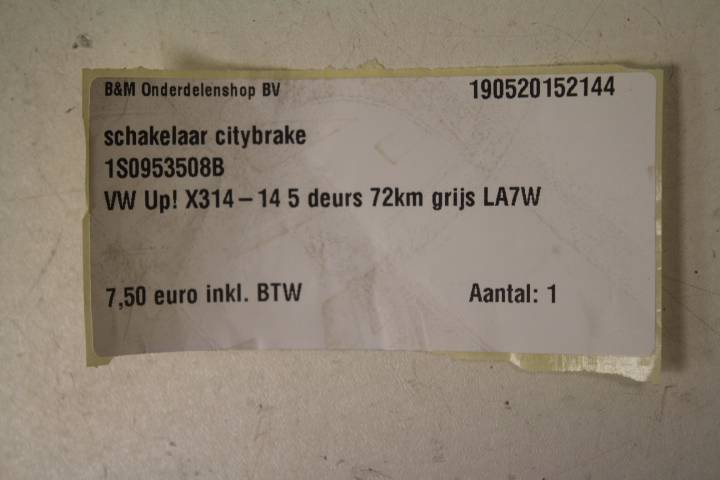 B&M Onderdelenshop BV 190520152144
schakelaar citybrake
1S0953508B
VW Up! X314-14 5 deurs 72km grijs LA7W
7,50 euro inkl. BTW Aantal: 1